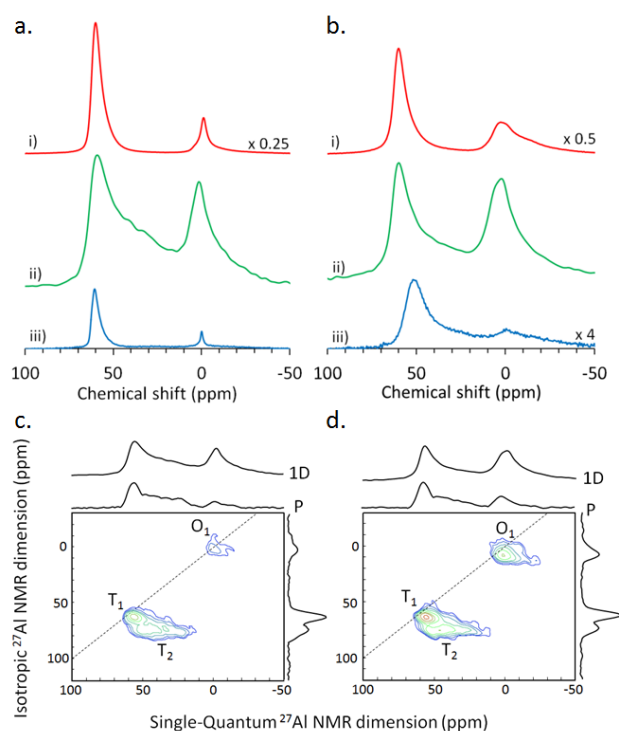 a.
b.
i)
x 0.25
i)
x 0.5
ii)
ii)
iii)
iii)
x 4
100 50 0 -50
100 50 0 -50
Chemical shift (ppm)
Chemical shift (ppm)
c.
d.
1D
1D
P
P
O1
O1
T1
T1
T2
T2
0
50
100
0
50
100
100 50 0 -50
100 50 0 -50
Isotropic 27Al NMR dimension (ppm)
Single-Quantum 27Al NMR dimension (ppm)